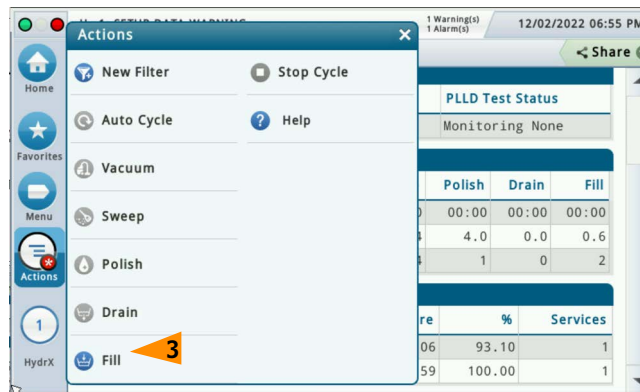 SETUP DATA WARNING
1 Warning(s)
1 Alarm(s)
12/02/2022 06:55 PM
Actions
Share
Home
Favorites
Menu
Actions
1
HydrX
New Filter
Auto Cycle
Vacuum
Sweep
Polish
Drain
Fill
3
Stop Cycle
Help
PLLD Test Status
Monitoring None
Polish Drain Fill
00:00 00:00 00:00
4.0 0.0 0.6
1 0 2
% Services
93.10 1
100.00 1